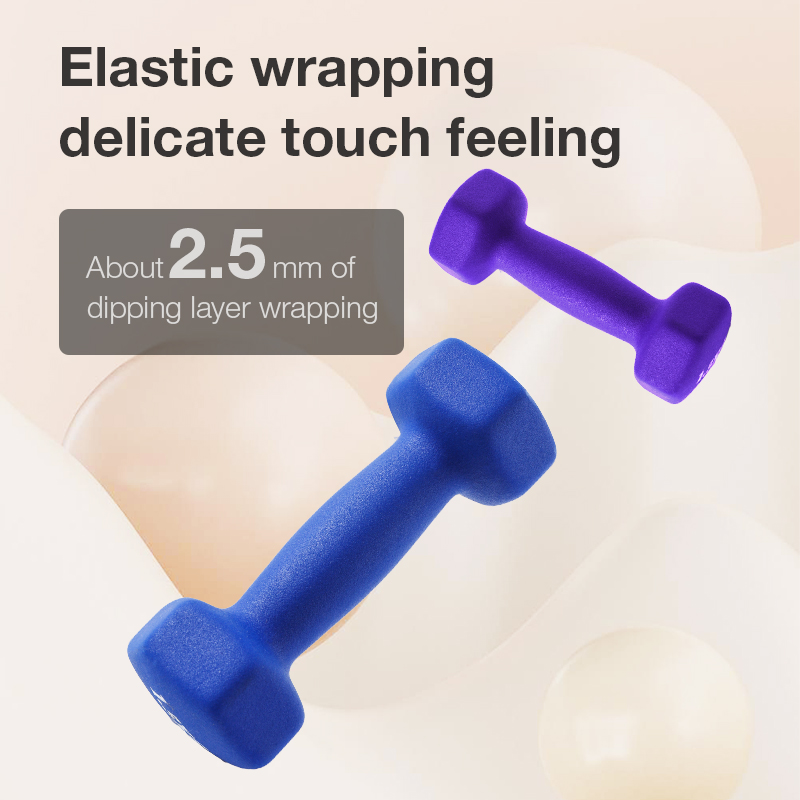 Elastic wrapping
delicate touch feeling
About 2.5 mm of
dipping layer wrapping